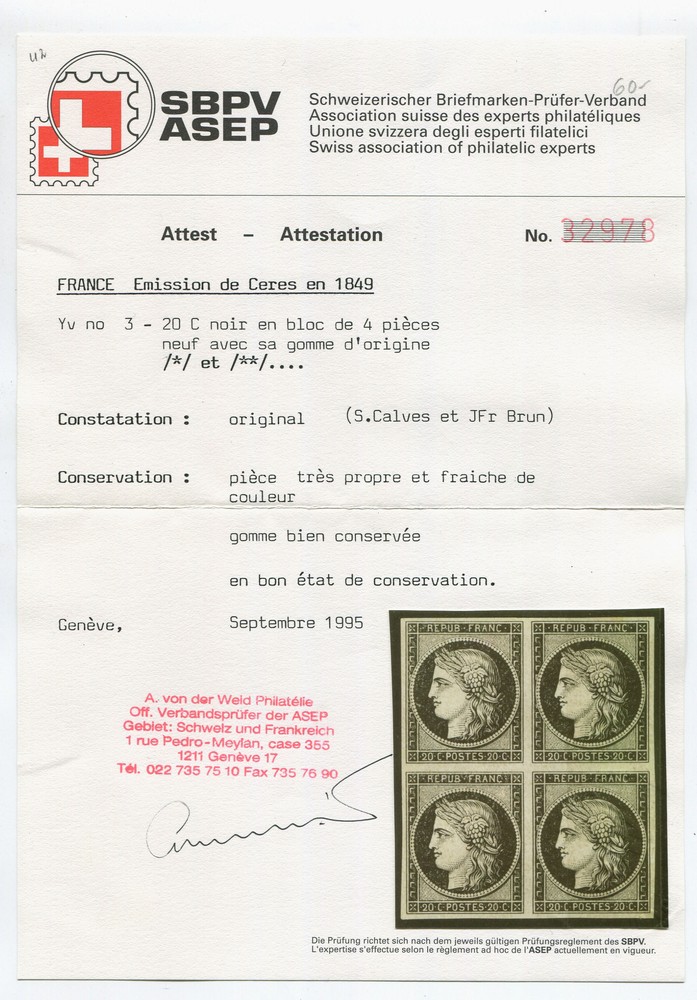 60.-
SBPV
ASEP
Schweizerischer Briefmarken-Prüfer-Verband
Association suisse des experts philatéliques
Unione svizzera degli esperti filatelici
Swiss association of philatelic experts
Attest – Attestation
No. 32978
FRANCE Emission de Ceres en 1849
Yv no 3 - 20 C noir en bloc de 4 pièces
neuf avec sa gomme d'origine
/*/ et /**/....
Constatation : original (S.Calves et JFr Brun)
Conservation : pièce très propre et fraiche de
couleur
gomme bien conservée
en bon état de conservation.
Genève, Septembre 1995
A. von der Weid Philatélie
Off. Verbandsprüfer der ASEP
Gebiet: Schweiz und Frankreich
1 rue Pedro-Meylan, case 355
1211 Genève 17
Tél. 022 735 75 10 Fax 735 76 90
REPUB·FRANC· REPUB·FRANC·
20·C·POSTES·20·C· 20·C·POSTES·20·C·
REPUB·FRANC· REPUB·FRANC·
20·C·POSTES·20·C· 20·C·POSTES·20·C·
Die Prüfung richtet sich nach dem jeweils gültigen Prüfungsreglement des SBPV.
L'expertise s'effectue selon le règlement ad hoc de l'ASEP actuellement en vigueur.